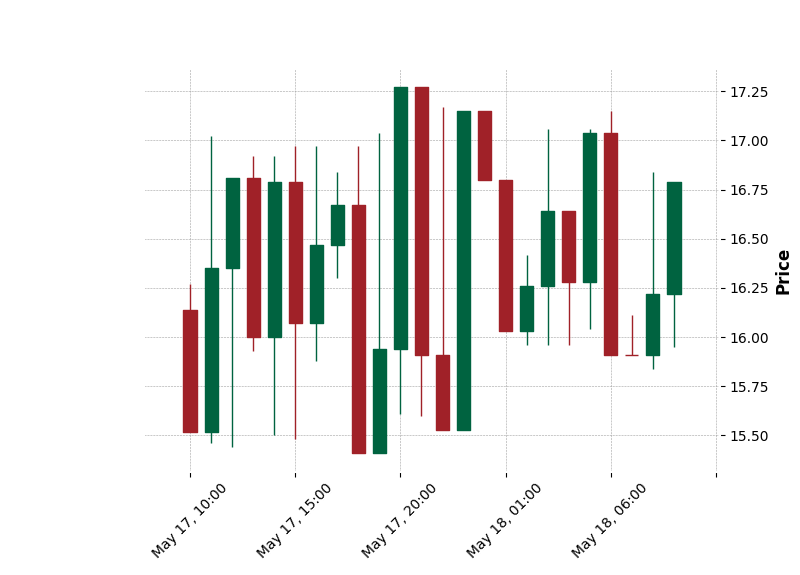 17.25
17.00
16.75
16.50
16.25
16.00
15.75
15.50
Price
May 17, 10:00
May 17, 15:00
May 17, 20:00
May 18, 01:00
May 18, 06:00